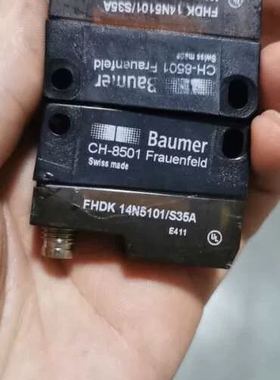 FHDK 14N5101/S35A
Baumer
CH-8501 Frauenfeld
Swiss made
Baumer
CH-8501 Frauenfeld
Swiss made
FHDK 14N5101/S35A
E411
UL